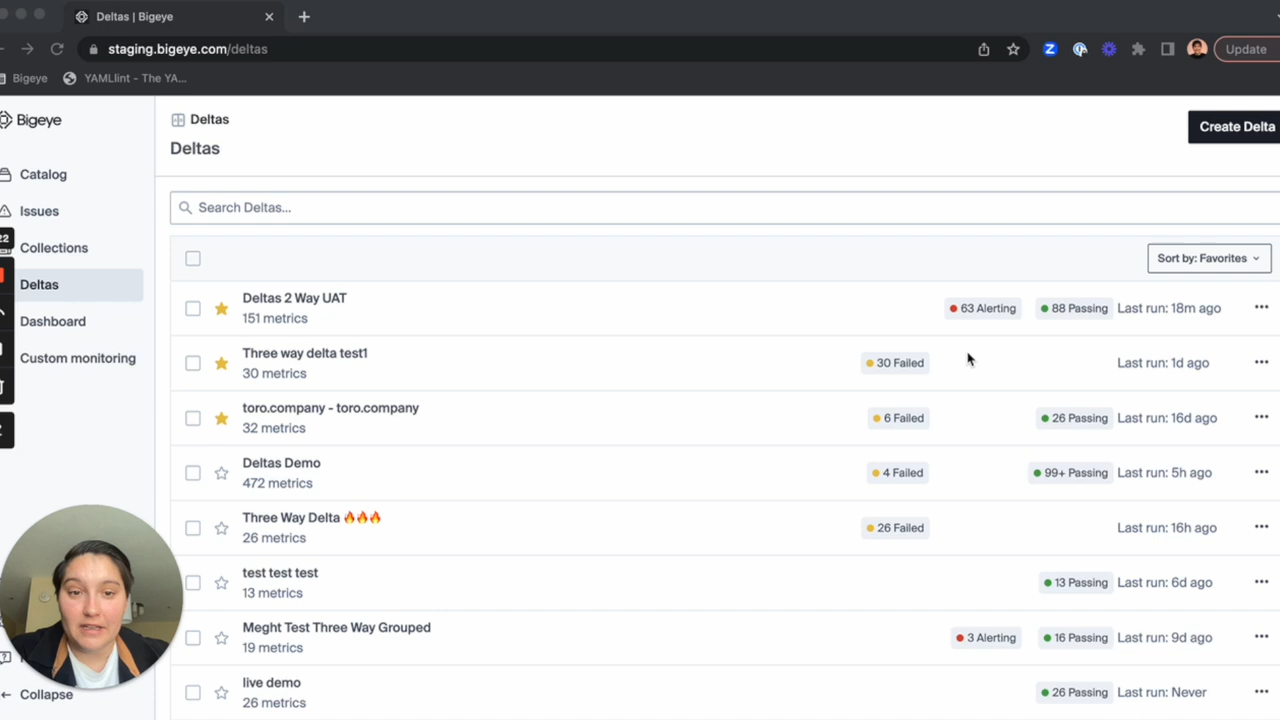 Deltas | Bigeye
staging.bigeye.com/deltas
Update
Bigeye
YAMLlint - The YA...
Bigeye
Catalog
Issues
22
Collections
Deltas
Dashboard
Custom monitoring
Collapse
Deltas
Deltas
Create Delta
Search Deltas...
Sort by: Favorites
Deltas 2 Way UAT
151 metrics
63 Alerting
88 Passing
Last run: 18m ago
Three way delta test1
30 metrics
30 Failed
Last run: 1d ago
toro.company - toro.company
32 metrics
6 Failed
26 Passing
Last run: 16d ago
Deltas Demo
472 metrics
4 Failed
99+ Passing
Last run: 5h ago
Three Way Delta 🔥🔥🔥
26 metrics
26 Failed
Last run: 16h ago
test test test
13 metrics
13 Passing
Last run: 6d ago
Meght Test Three Way Grouped
19 metrics
3 Alerting
16 Passing
Last run: 9d ago
live demo
26 metrics
26 Passing
Last run: Never